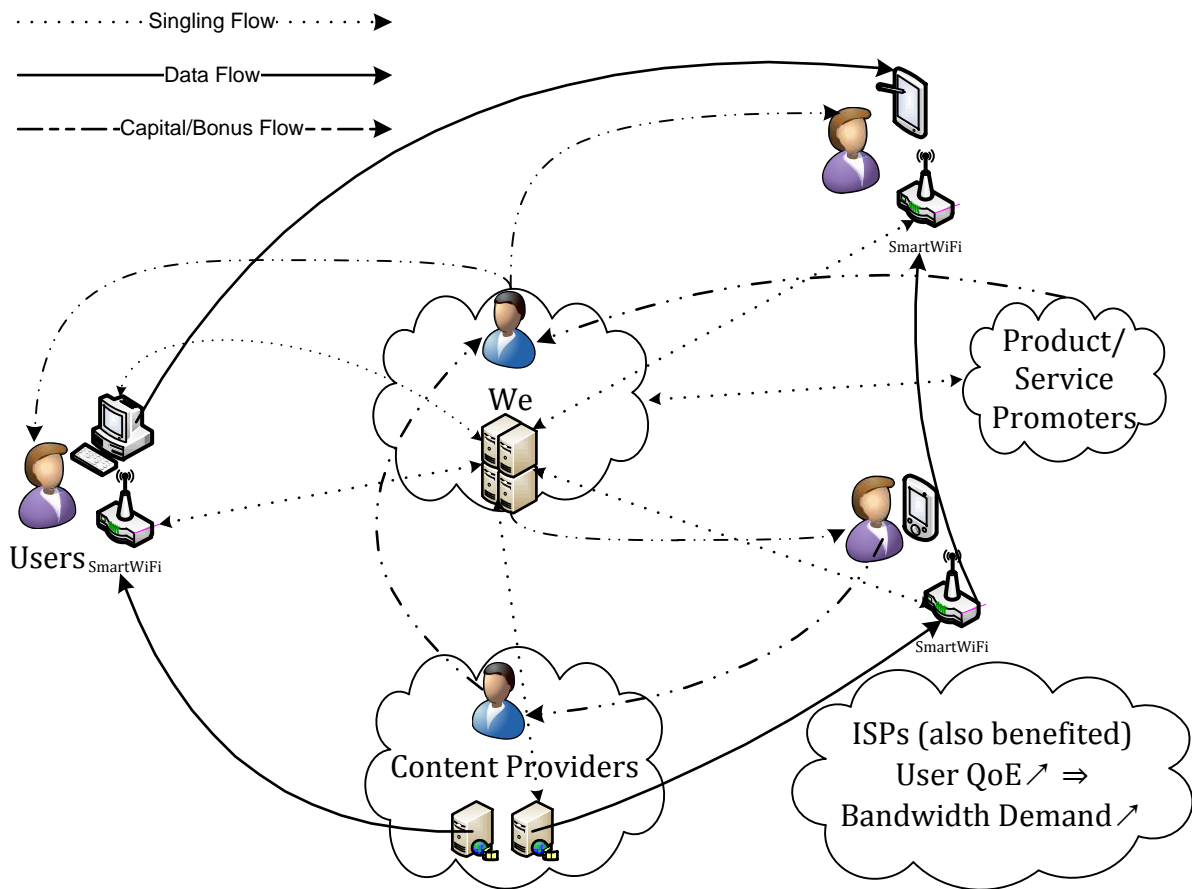 Singling Flow
Data Flow
Capital/Bonus Flow
SmartWiFi
Product/
Service
Promoters
We
Users
SmartWiFi
SmartWiFi
Content Providers
ISPs (also benefited)
User QoE↗ ⇒
Bandwidth Demand↗